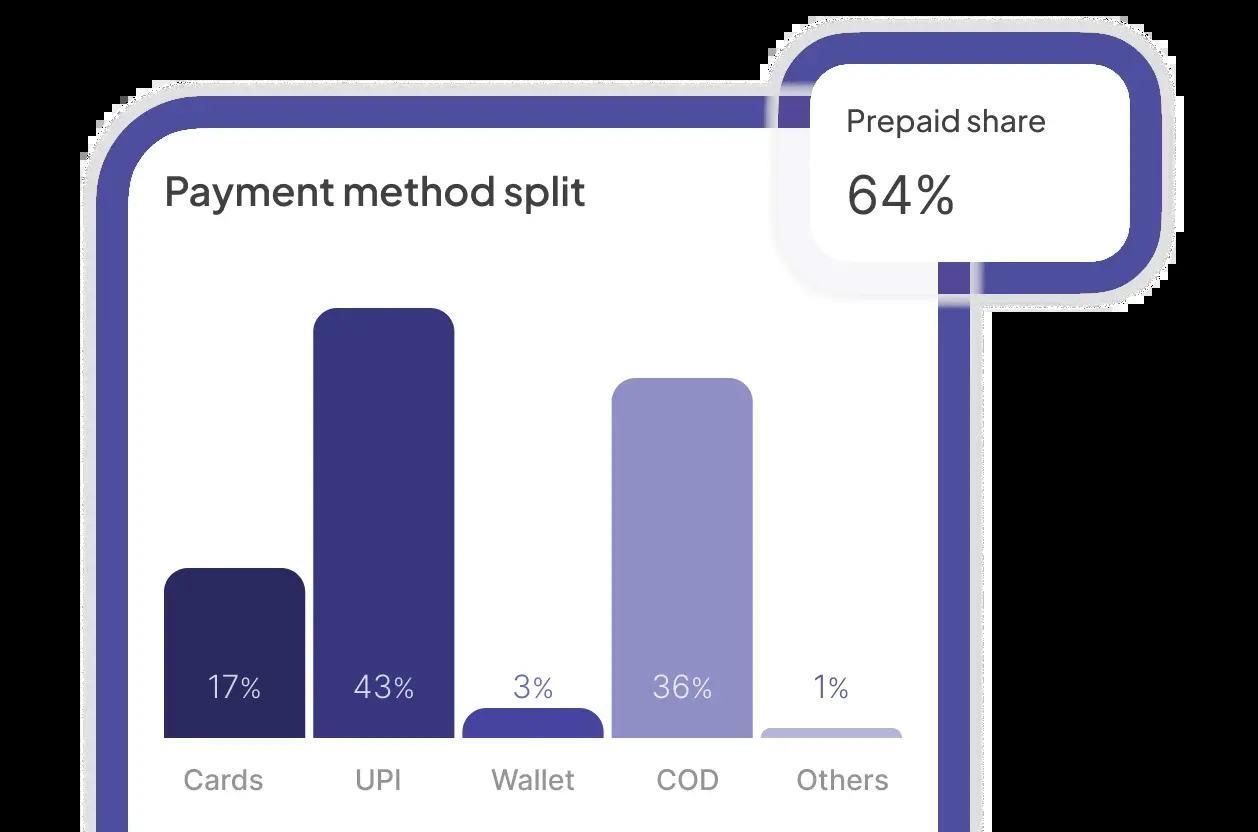 Prepaid share
64%
Payment method split
17%
43%
3%
36%
1%
Cards
UPI
Wallet
COD
Others